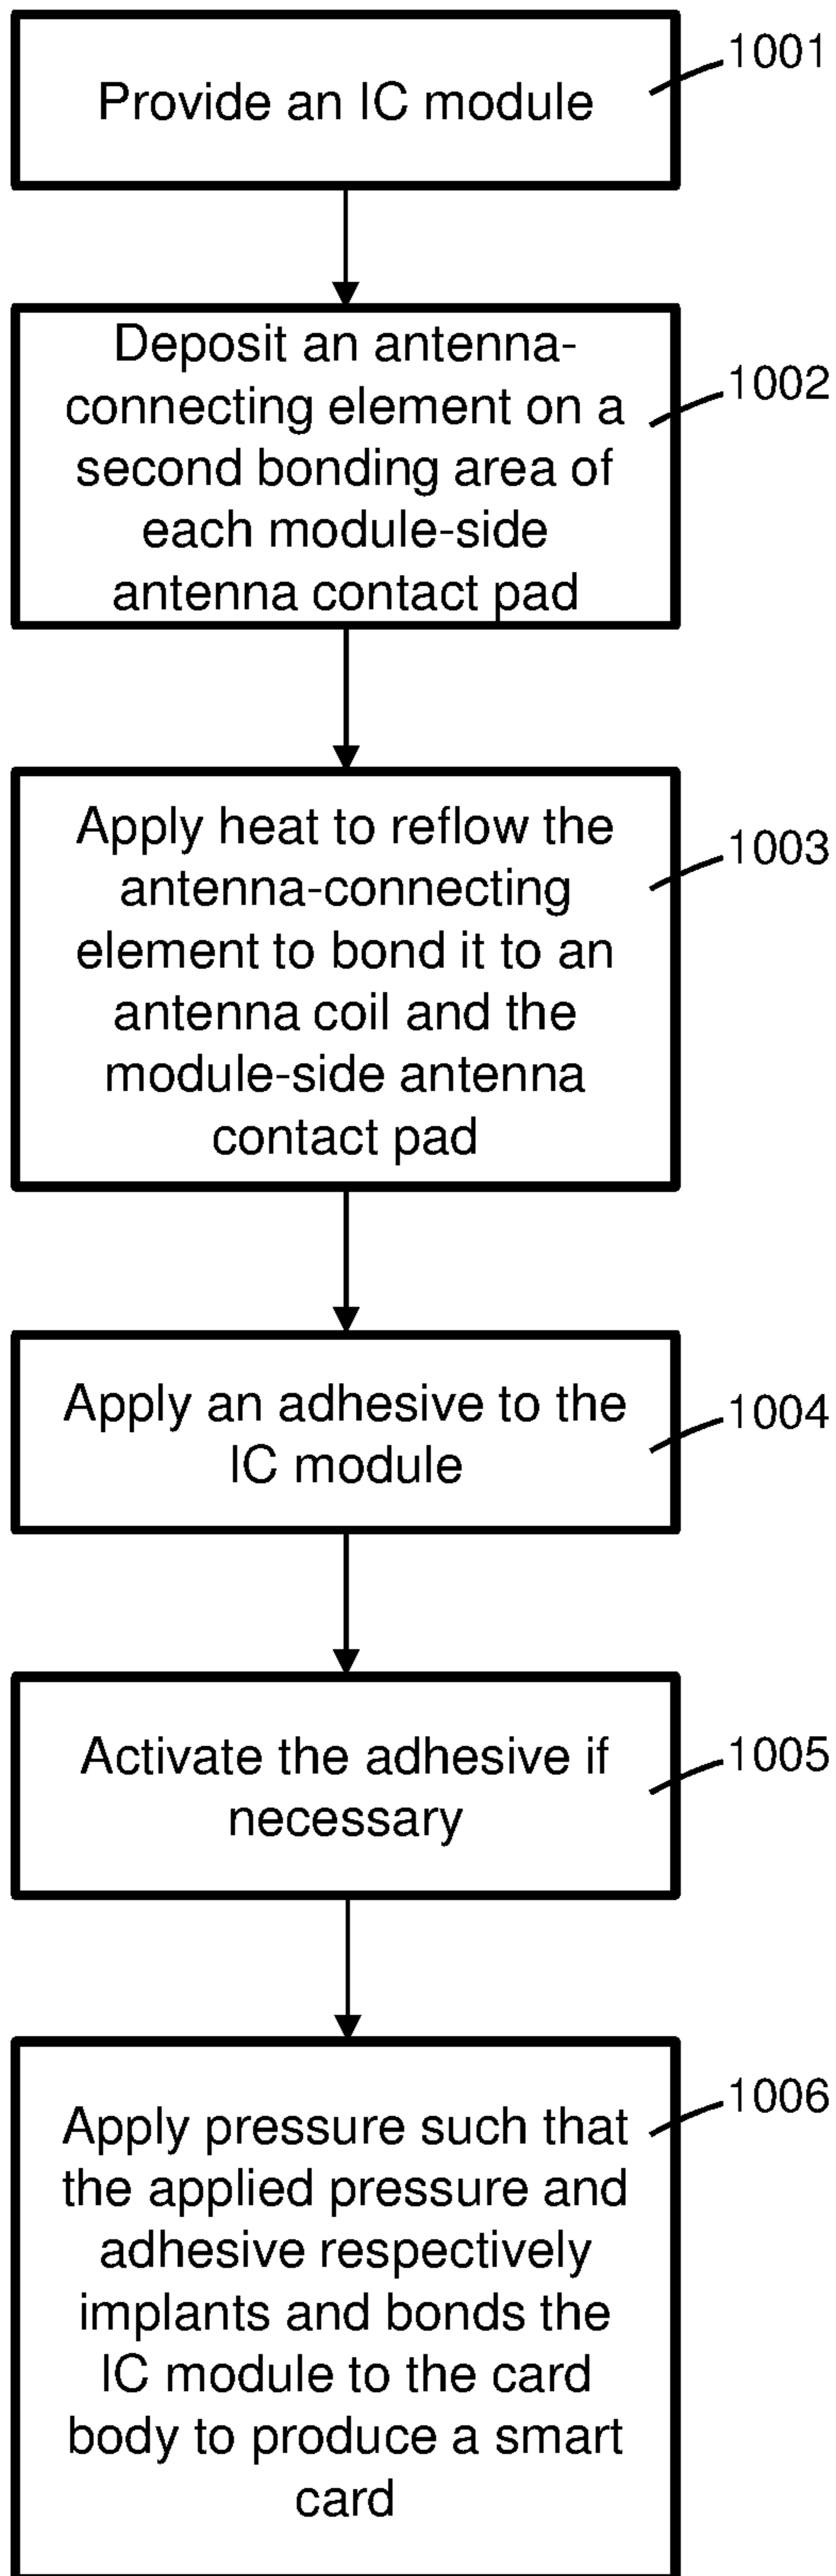 Provide an IC module
1001
Deposit an antenna-
connecting element on a
second bonding area of
each module-side
antenna contact pad
1002
Apply heat to reflow the
antenna-connecting
element to bond it to an
antenna coil and the
module-side antenna
contact pad
1003
Apply an adhesive to the
IC module
1004
Activate the adhesive if
necessary
1005
Apply pressure such that
the applied pressure and
adhesive respectively
implants and bonds the
IC module to the card
body to produce a smart
card
1006